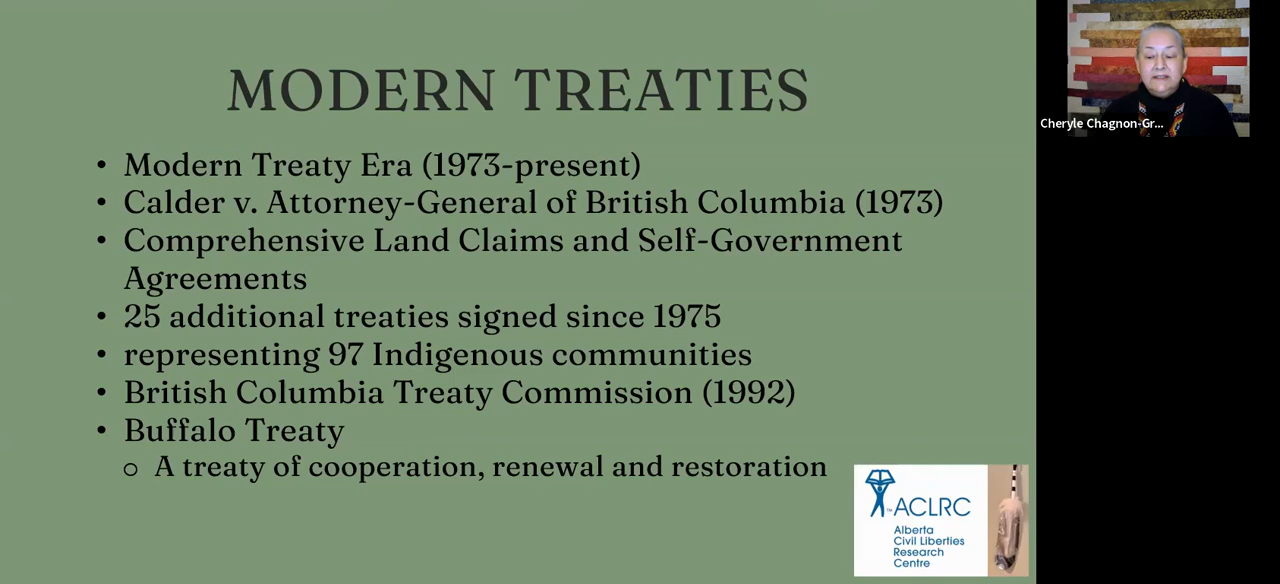 MODERN TREATIES
• Modern Treaty Era (1973-present)
• Calder v. Attorney-General of British Columbia (1973)
• Comprehensive Land Claims and Self-Government
Agreements
• 25 additional treaties signed since 1975
• representing 97 Indigenous communities
• British Columbia Treaty Commission (1992)
• Buffalo Treaty
○ A treaty of cooperation, renewal and restoration
™ACLRC
Alberta
Civil Liberties
Research
Centre
Cheryle Chagnon-Gr...